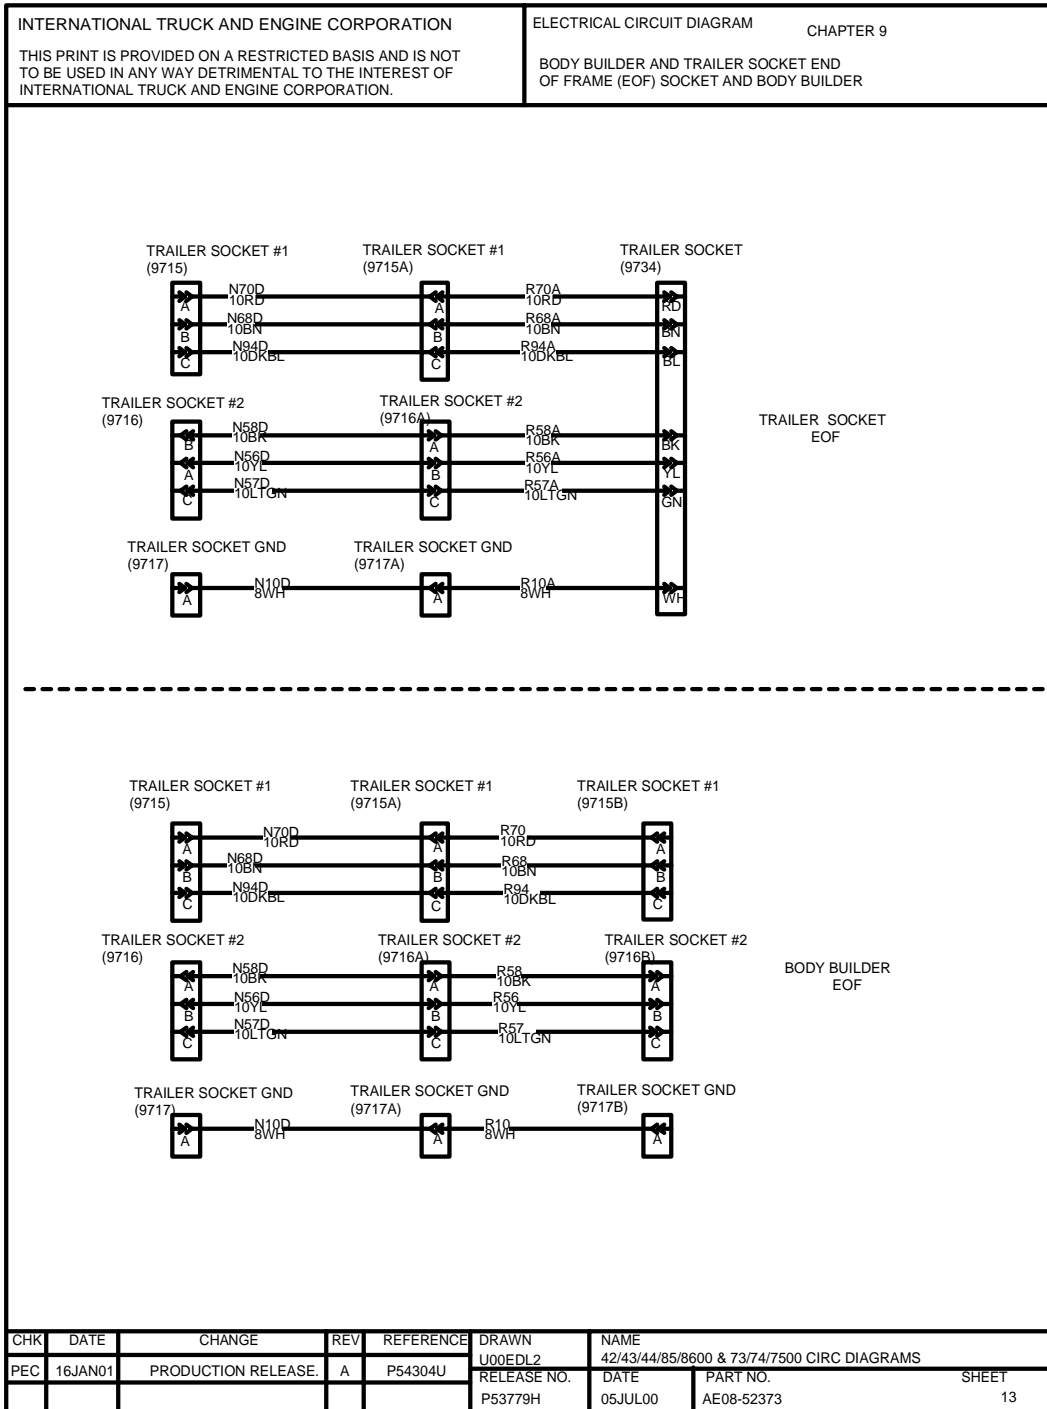 INTERNATIONAL TRUCK AND ENGINE CORPORATION
THIS PRINT IS PROVIDED ON A RESTRICTED BASIS AND IS NOT
TO BE USED IN ANY WAY DETRIMENTAL TO THE INTEREST OF
INTERNATIONAL TRUCK AND ENGINE CORPORATION.
ELECTRICAL CIRCUIT DIAGRAM CHAPTER 9
BODY BUILDER AND TRAILER SOCKET END
OF FRAME (EOF) SOCKET AND BODY BUILDER
TRAILER SOCKET #1 TRAILER SOCKET #1 TRAILER SOCKET
(9715) (9715A) (9734)
N70D R70A
A 10RD A 10RD RD
N68D R68A
B 10BN B 10BN BN
N94D R94A
C 10DKBL C 10DKBL BL
TRAILER SOCKET #2 TRAILER SOCKET #2
(9716) (9716A)
TRAILER SOCKET
EOF
N58D R58A
B 10BK A 10BK BK
N56D R56A
A 10YL B 10YL YL
N57D R57A
C 10LTGN C 10LTGN GN
TRAILER SOCKET GND TRAILER SOCKET GND
(9717) (9717A)
N10D R10A
A 8WH A 8WH WH
TRAILER SOCKET #1 TRAILER SOCKET #1 TRAILER SOCKET #1
(9715) (9715A) (9715B)
N70D R70
A 10RD A 10RD A
N68D R68
B 10BN B 10BN B
N94D R94
C 10DKBL C 10DKBL C
TRAILER SOCKET #2 TRAILER SOCKET #2 TRAILER SOCKET #2
(9716) (9716A) (9716B)
BODY BUILDER
EOF
N58D R58
A 10BK A 10BK A
N56D R56
B 10YL B 10YL B
N57D R57
C 10LTGN C 10LTGN C
TRAILER SOCKET GND TRAILER SOCKET GND TRAILER SOCKET GND
(9717) (9717A) (9717B)
N10D R10
A 8WH A 8WH A
CHK DATE CHANGE REV REFERENCE DRAWN NAME
U00EDL2 42/43/44/85/8600 & 73/74/7500 CIRC DIAGRAMS
PEC 16JAN01 PRODUCTION RELEASE. A P54304U RELEASE NO. DATE PART NO. SHEET
P53779H 05JUL00 AE08-52373 13